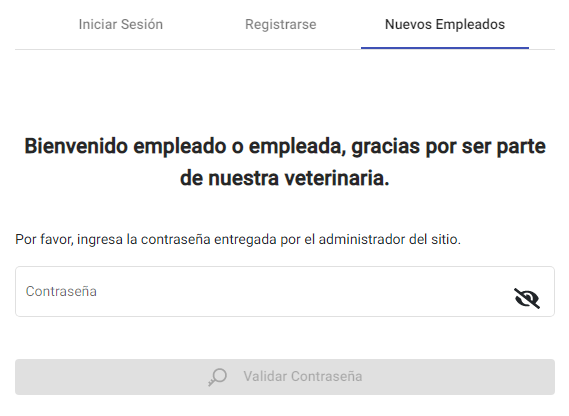 Iniciar Sesión
Registrarse
Nuevos Empleados
Bienvenido empleado o empleada, gracias por ser parte
de nuestra veterinaria.
Por favor, ingresa la contraseña entregada por el administrador del sitio.
Contraseña
Validar Contraseña